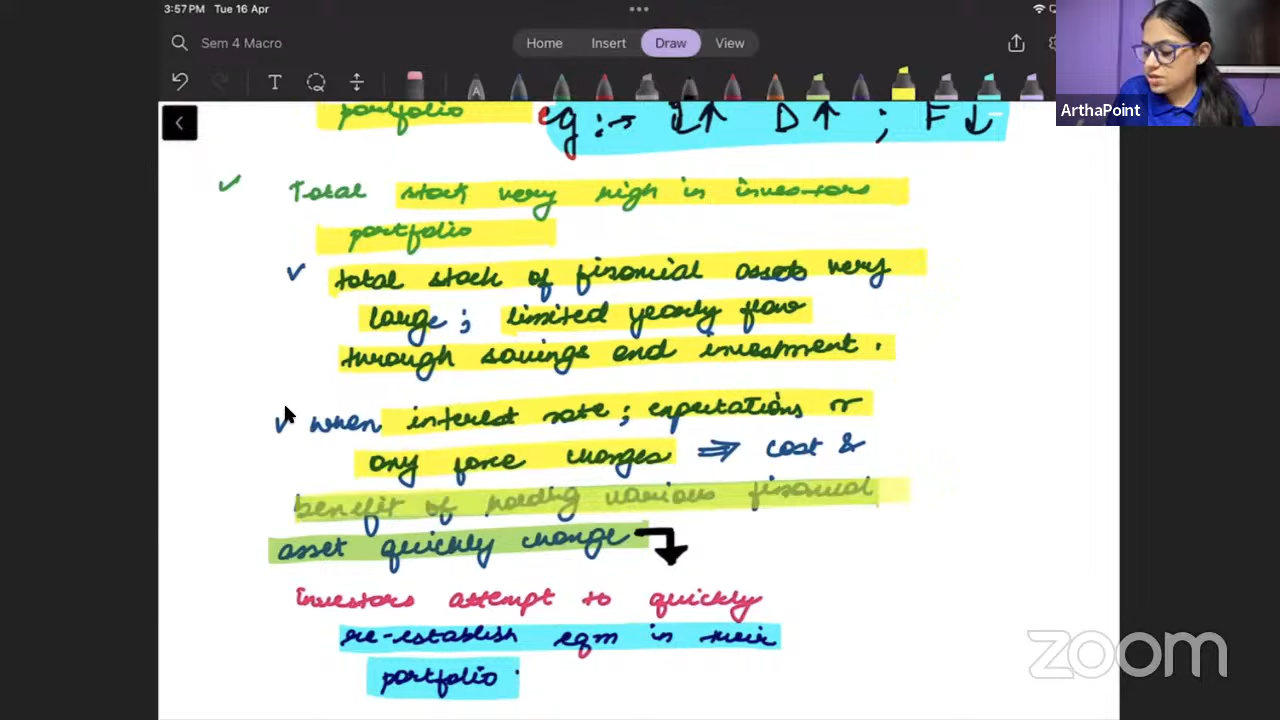 3:57 PM Tue 16 Apr
Sem 4 Macro
Home Insert Draw View
ArthaPoint
portfolio
eg :→ i↑ D↑ ; F↓
Total stock very high in investors
portfolio
total stock of financial assets very
large; limited yearly flow
through savings and investment.
when interest rate; expectations or
any force changes ⇒ cost &
benefit of holding various financial
asset quickly change
Investors attempt to quickly
re-establish eqm in their
portfolio.
zoom